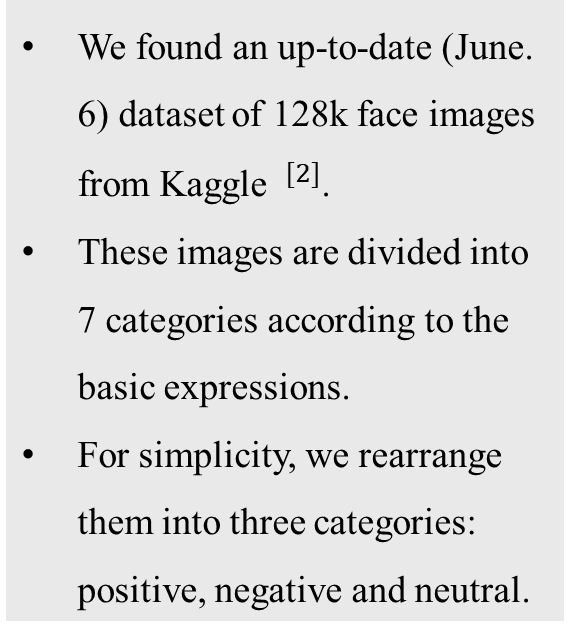 • We found an up-to-date (June.
6) dataset of 128k face images
from Kaggle [2].
• These images are divided into
7 categories according to the
basic expressions.
• For simplicity, we rearrange
them into three categories:
positive, negative and neutral.